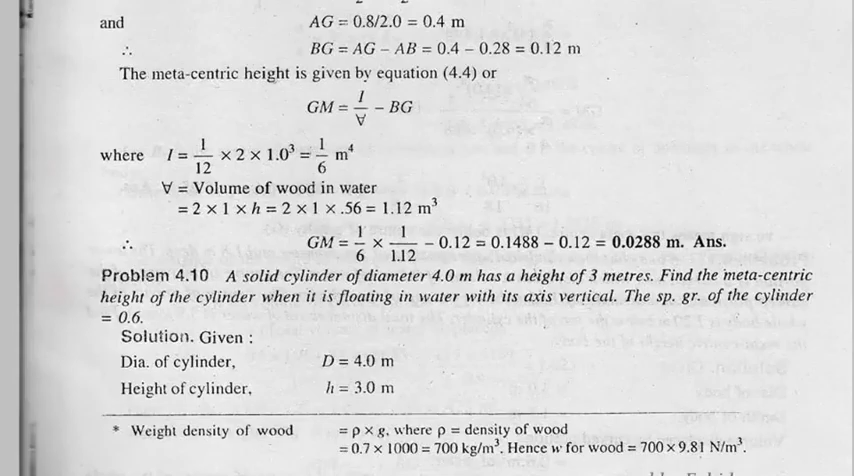 and AG = 0.8/2.0 = 0.4 m
∴ BG = AG – AB = 0.4 – 0.28 = 0.12 m
The meta-centric height is given by equation (4.4) or
GM = I/∀ – BG
where I = 1/12 × 2 × 1.0³ = 1/6 m⁴
∀ = Volume of wood in water
= 2 × 1 × h = 2 × 1 × .56 = 1.12 m³
∴ GM = 1/6 × 1/1.12 – 0.12 = 0.1488 – 0.12 = 0.0288 m. Ans.
Problem 4.10 A solid cylinder of diameter 4.0 m has a height of 3 metres. Find the meta-centric
height of the cylinder when it is floating in water with its axis vertical. The sp. gr. of the cylinder
= 0.6.
Solution. Given :
Dia. of cylinder, D = 4.0 m
Height of cylinder, h = 3.0 m
* Weight density of wood = ρ × g, where ρ = density of wood
= 0.7 × 1000 = 700 kg/m³. Hence w for wood = 700 × 9.81 N/m³.